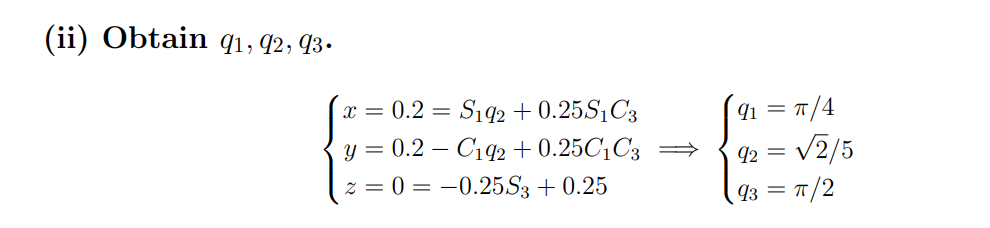 (ii) Obtain q₁, q₂, q₃.
x = 0.2 = S₁q₂ + 0.25S₁C₃
y = 0.2 − C₁q₂ + 0.25C₁C₃ ⟹
z = 0 = −0.25S₃ + 0.25
q₁ = π/4
q₂ = √2/5
q₃ = π/2